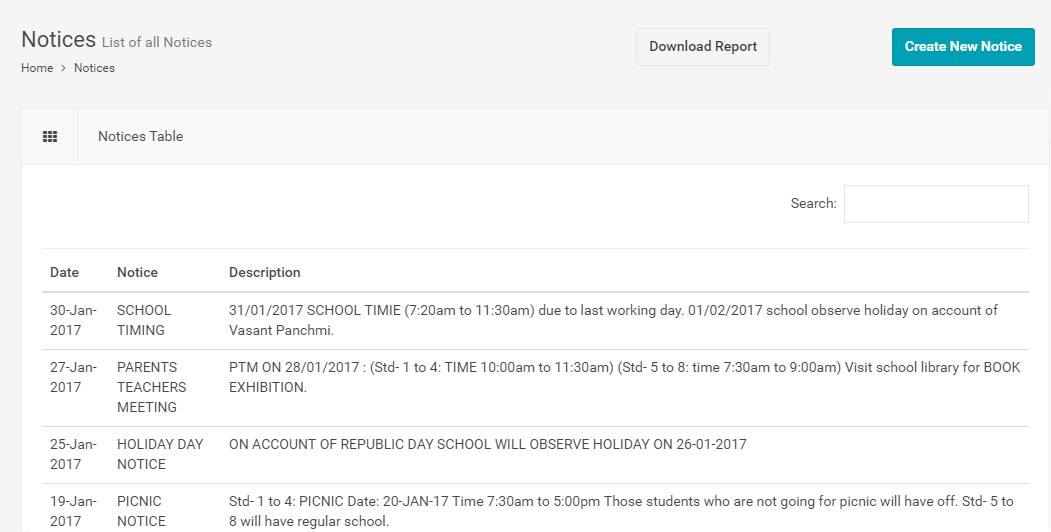 Notices List of all Notices
Home > Notices
Download Report
Create New Notice
Notices Table
Search:
Date Notice Description
30-Jan- SCHOOL 31/01/2017 SCHOOL TIMIE (7:20am to 11:30am) due to last working day. 01/02/2017 school observe holiday on account of
2017 TIMING Vasant Panchmi.
27-Jan- PARENTS PTM ON 28/01/2017 : (Std- 1 to 4: TIME 10:00am to 11:30am) (Std- 5 to 8: time 7:30am to 9:00am) Visit school library for BOOK
2017 TEACHERS EXHIBITION.
MEETING
25-Jan- HOLIDAY DAY ON ACCOUNT OF REPUBLIC DAY SCHOOL WILL OBSERVE HOLIDAY ON 26-01-2017
2017 NOTICE
19-Jan- PICNIC Std- 1 to 4: PICNIC Date: 20-JAN-17 Time 7:30am to 5:00pm Those students who are not going for picnic will have off. Std- 5 to
2017 NOTICE 8 will have regular school.